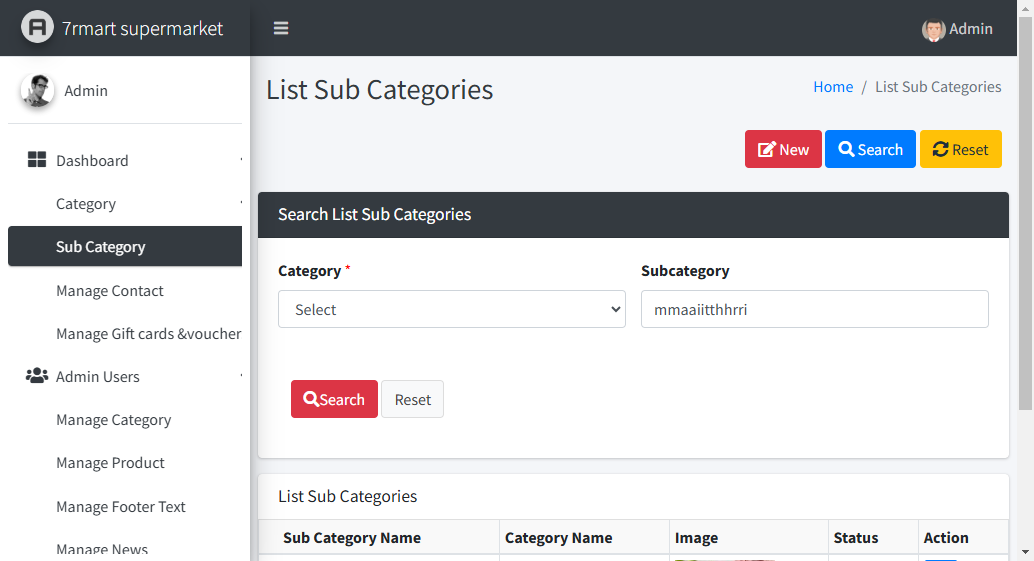 7rmart supermarket
Admin
Admin
List Sub Categories
Home / List Sub Categories
New
Search
Reset
Dashboard
Category
Sub Category
Manage Contact
Manage Gift cards &voucher
Admin Users
Manage Category
Manage Product
Manage Footer Text
Manage News
Search List Sub Categories
Category *
Subcategory
Select
mmaaiitthhrri
Search
Reset
List Sub Categories
Sub Category Name
Category Name
Image
Status
Action